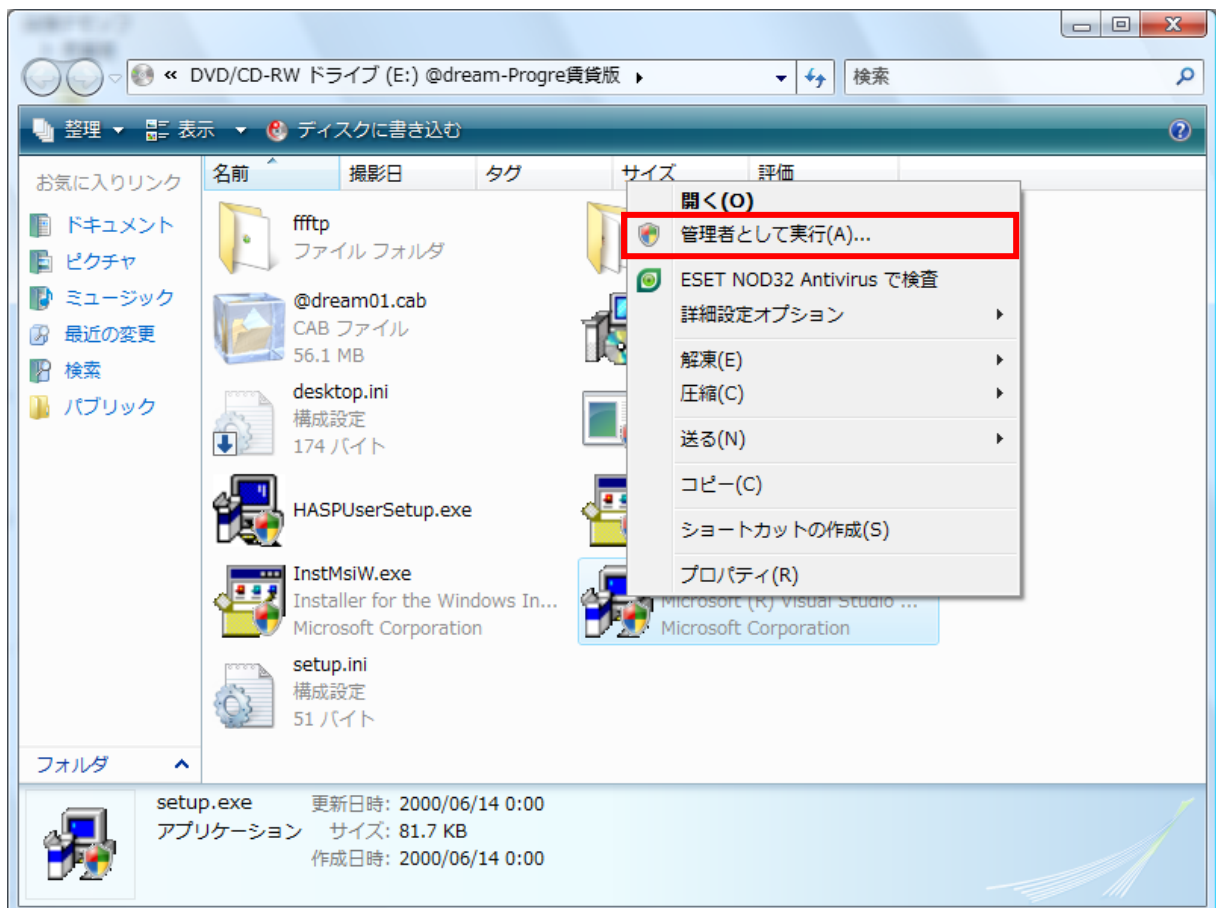 « DVD/CD-RW ドライブ (E:) @dream-Progre賃貸版
検索
整理
表示
ディスクに書き込む
お気に入りリンク
ドキュメント
ピクチャ
ミュージック
最近の変更
検索
パブリック
フォルダ
名前 撮影日 タグ サイズ 評価
ffftp
ファイル フォルダ
@dream01.cab
CAB ファイル
56.1 MB
desktop.ini
構成設定
174 バイト
HASPUserSetup.exe
InstMsiW.exe
Installer for the Windows In...
Microsoft Corporation
setup.ini
構成設定
51 バイト
Microsoft (R) Visual Studio ...
Microsoft Corporation
開く(O)
管理者として実行(A)...
ESET NOD32 Antivirus で検査
詳細設定オプション
解凍(E)
圧縮(C)
送る(N)
コピー(C)
ショートカットの作成(S)
プロパティ(R)
setup.exe 更新日時: 2000/06/14 0:00
アプリケーション サイズ: 81.7 KB
作成日時: 2000/06/14 0:00